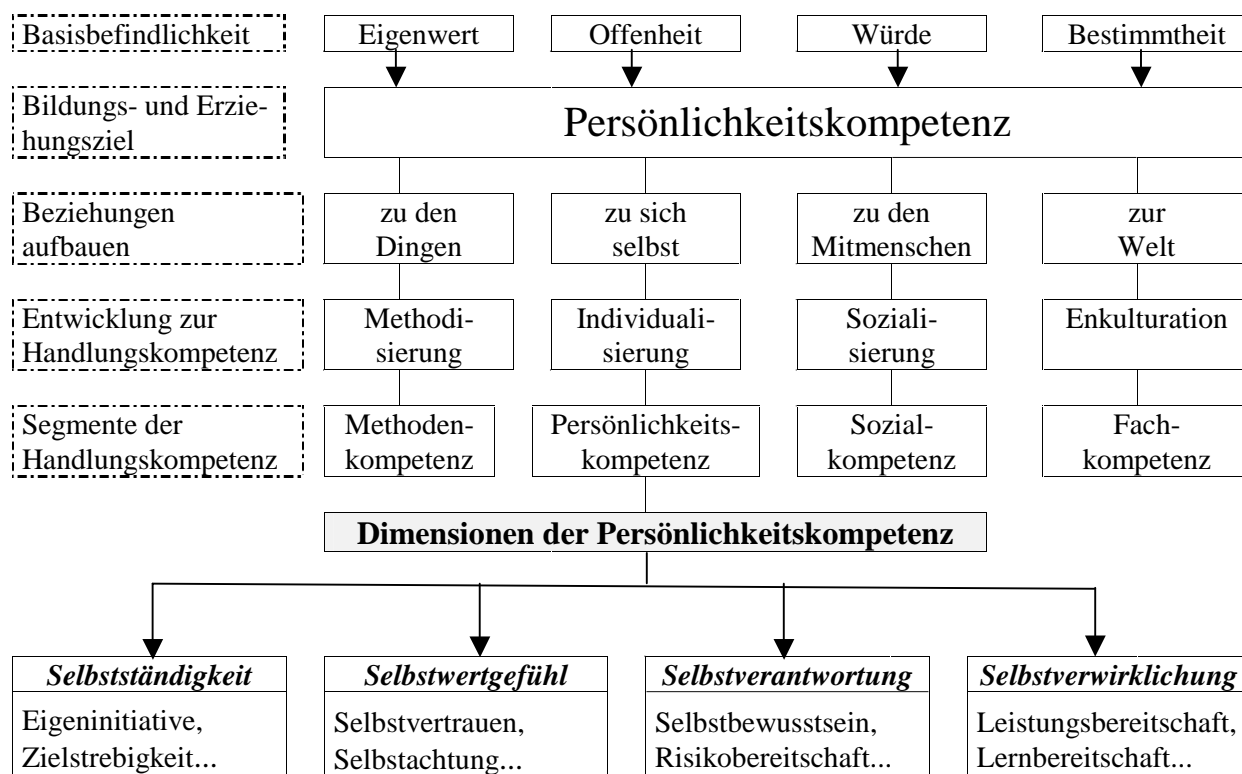 Basisbefindlichkeit
Eigenwert
Offenheit
Würde
Bestimmtheit
Bildungs- und Erzie-
hungsziel
Persönlichkeitskompetenz
Beziehungen
aufbauen
zu den
Dingen
zu sich
selbst
zu den
Mitmenschen
zur
Welt
Entwicklung zur
Handlungskompetenz
Methodi-
sierung
Individuali-
sierung
Soziali-
sierung
Enkulturation
Segmente der
Handlungskompetenz
Methoden-
kompetenz
Persönlichkeits-
kompetenz
Sozial-
kompetenz
Fach-
kompetenz
Dimensionen der Persönlichkeitskompetenz
Selbstständigkeit
Eigeninitiative,
Zielstrebigkeit...
Selbstwertgefühl
Selbstvertrauen,
Selbstachtung...
Selbstverantwortung
Selbstbewusstsein,
Risikobereitschaft...
Selbstverwirklichung
Leistungsbereitschaft,
Lernbereitschaft...